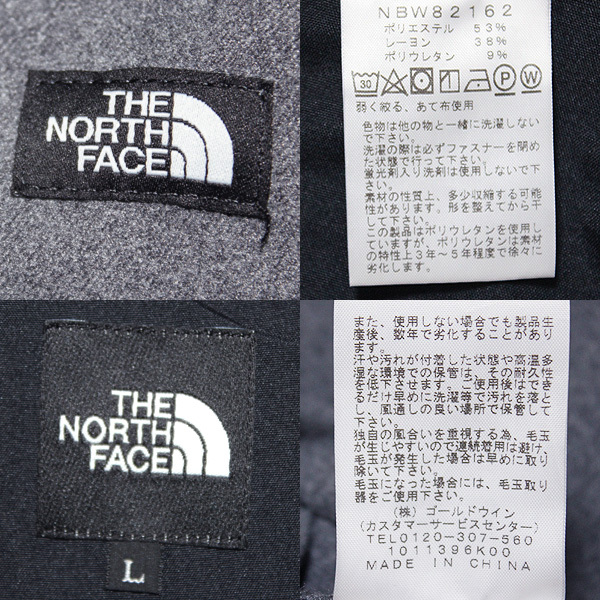 THE
NORTH
FACE
NBW82162
ポリエステル 53%
レーヨン 38%
ポリウレタン 9%
30
P
W
弱く絞る、あて布使用
色物は他の物と一緒に洗濯しない
で下さい。
洗濯の際は必ずファスナーを閉め
た状態で行って下さい。
蛍光剤入り洗剤は使用しないで下
さい。
素材の性質上、多少収縮する可能
性があります。形を整えてから干
して下さい。
この製品はポリウレタンを使用し
ていますが、ポリウレタンは素材
の特性上3年～5年程度で徐々に
劣化します。
THE
NORTH
FACE
L
また、使用しない場合でも製品生
産後、数年で劣化することがあり
ます。
汗や汚れが付着した状態や高温多
湿な環境での保管は、その耐久性
を低下させます。ご使用後はでき
るだけ早めに洗濯等で汚れを落と
し、風通しの良い場所で保管して
下さい。
独自の風合いを重視する為、毛玉
が生じやすいので連続着用は避け、
毛玉が発生した場合は早めに取り
除いて下さい。
毛玉になった場合には、毛玉取り
器をご使用下さい。
(株) ゴールドウイン
(カスタマーサービスセンター)
TEL0120-307-560
1011396K00
MADE IN CHINA